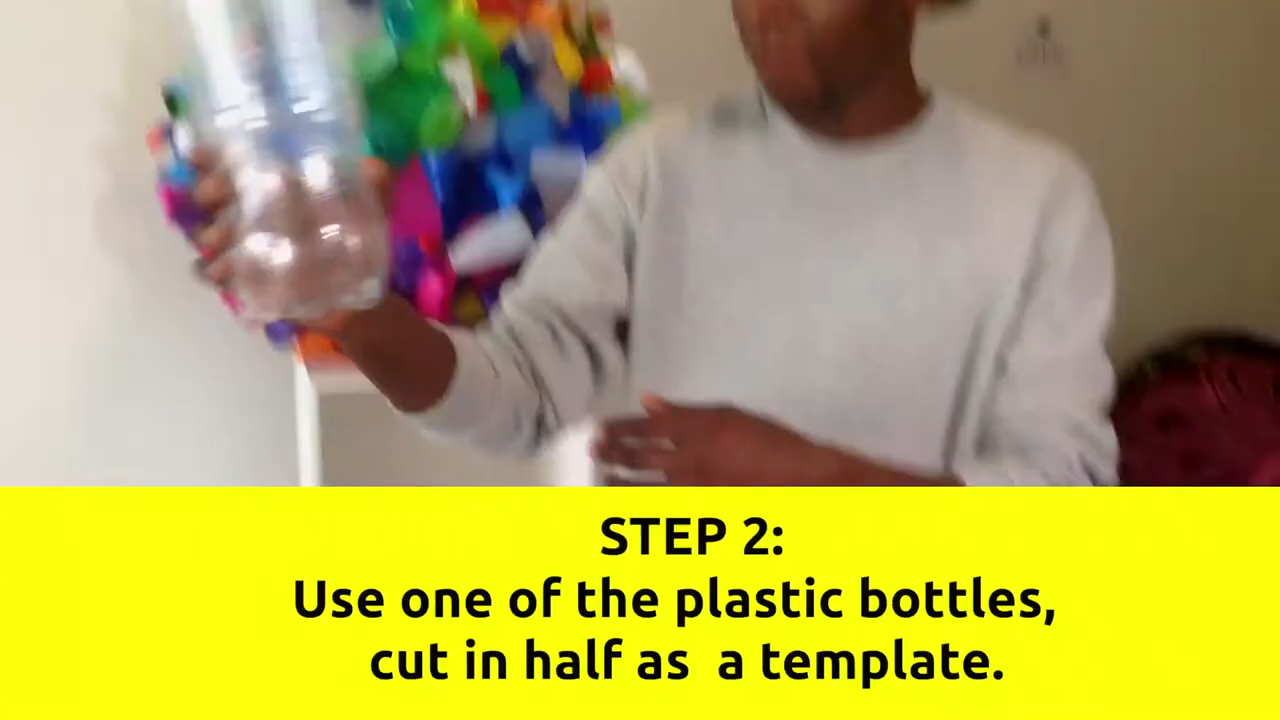 STEP 2:
Use one of the plastic bottles,
cut in half as  a template.